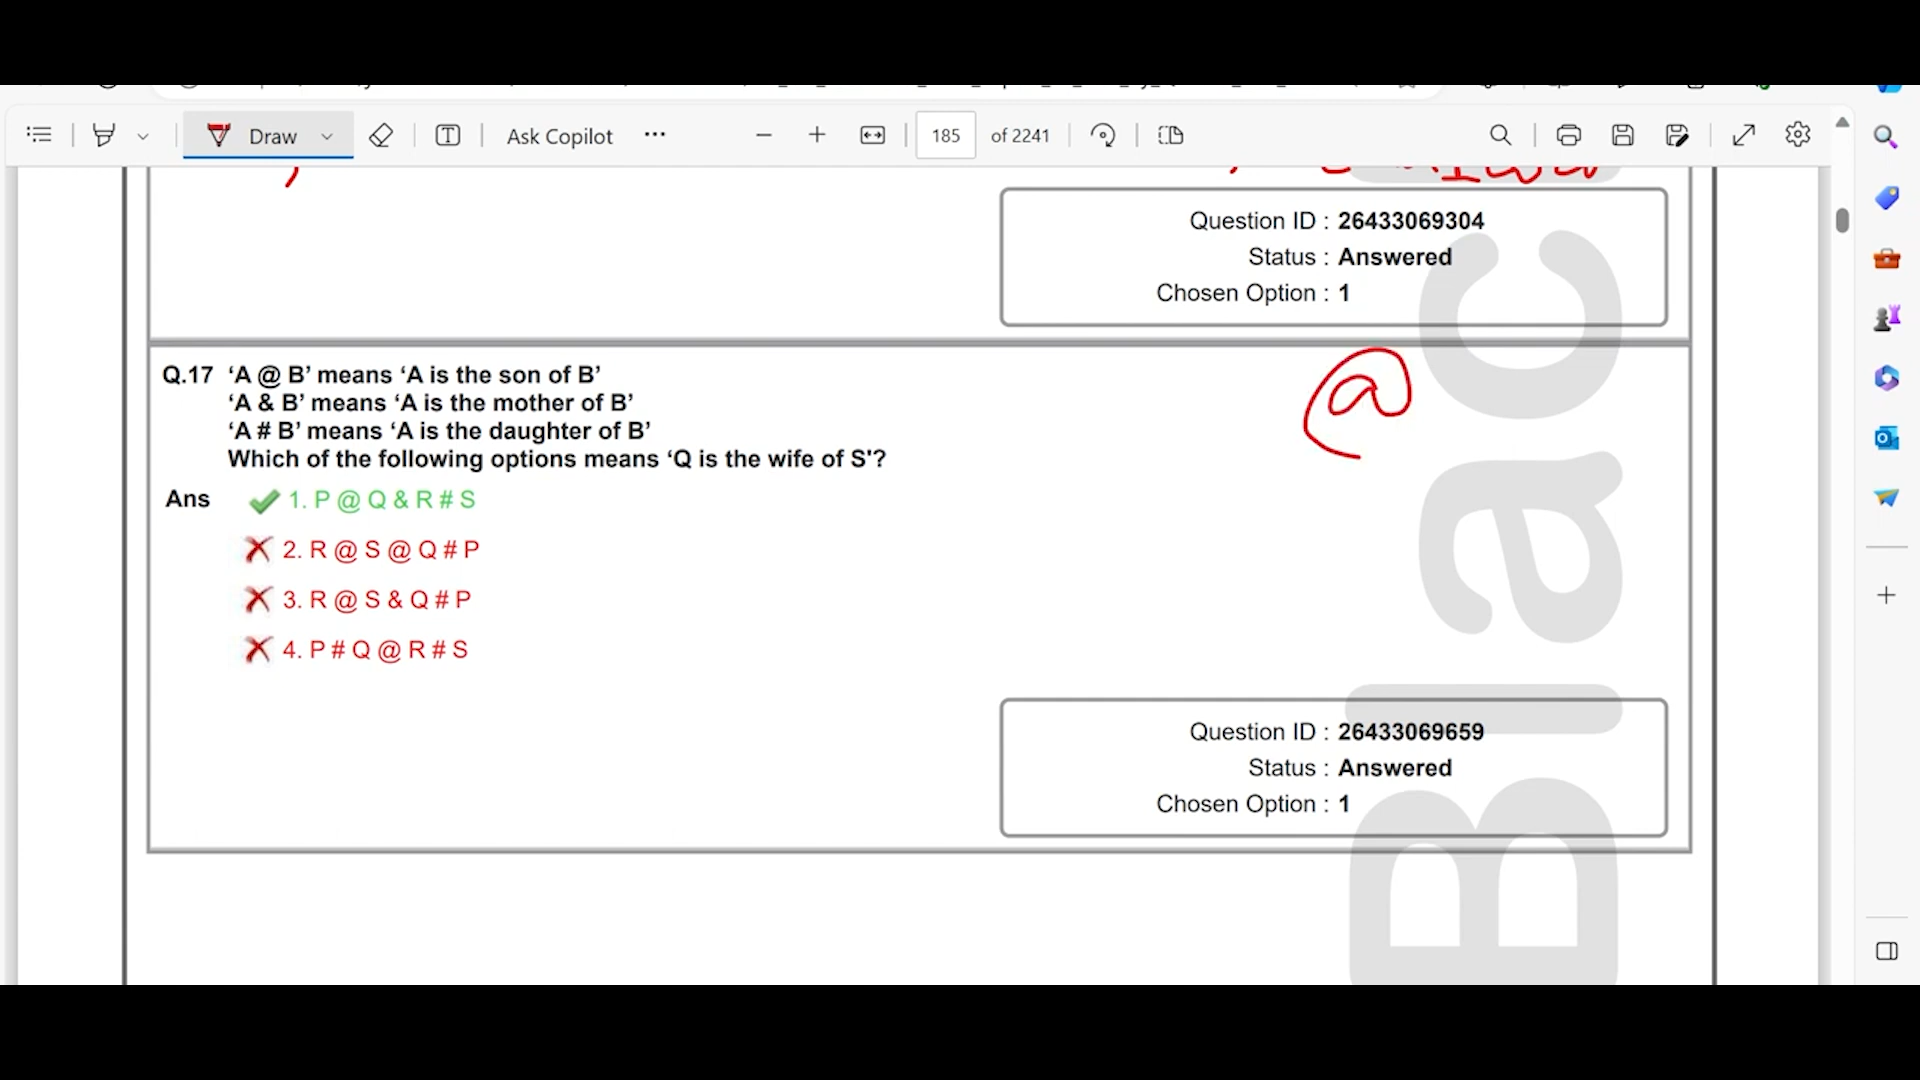 Draw
Ask Copilot
185 of 2241
Question ID : 26433069304
Status : Answered
Chosen Option : 1
@
Q.17 ‘A @ B’ means ‘A is the son of B’
‘A & B’ means ‘A is the mother of B’
‘A # B’ means ‘A is the daughter of B’
Which of the following options means ‘Q is the wife of S'?
Ans 1. P @ Q & R # S
2. R @ S @ Q # P
3. R @ S & Q # P
4. P # Q @ R # S
Question ID : 26433069659
Status : Answered
Chosen Option : 1
Blac